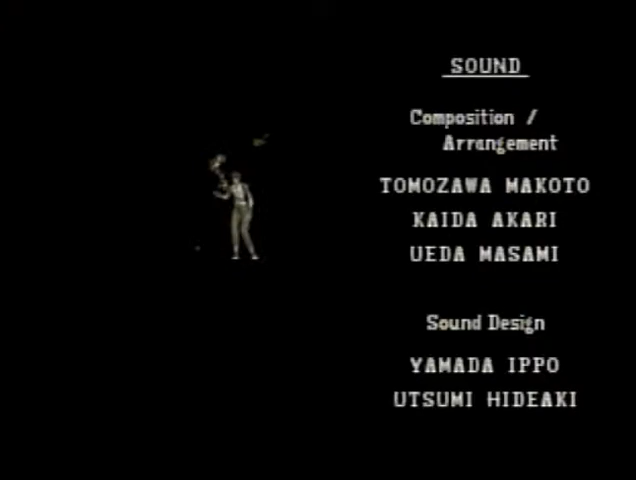 SOUND
Composition /
Arrangement
TOMOZAWA MAKOTO
KAIDA AKARI
UEDA MASAMI
Sound Design
YAMADA IPPO
UTSUMI HIDEAKI